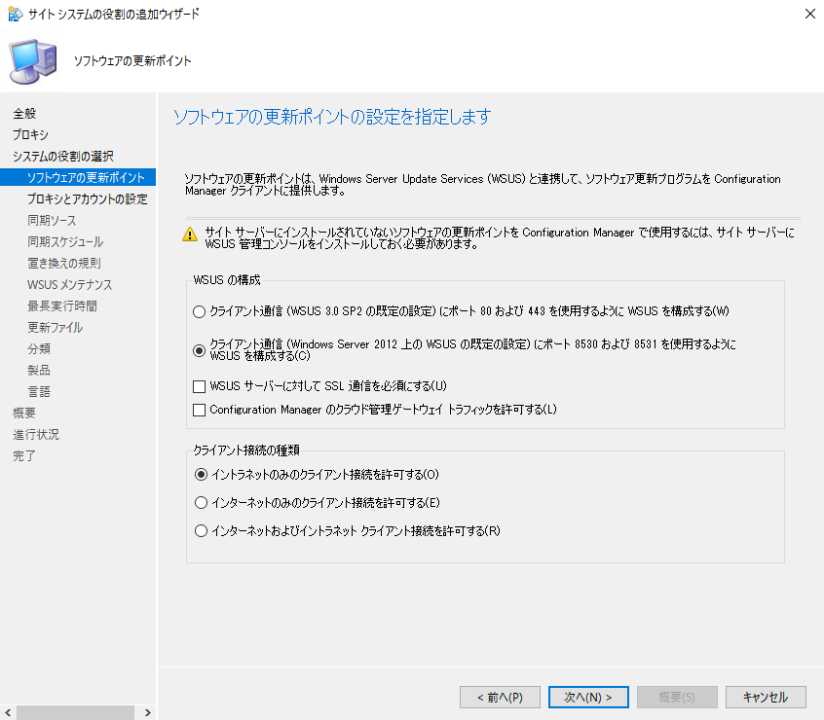 サイト システムの役割の追加ウィザード
ソフトウェアの更新ポイント
全般
プロキシ
システムの役割の選択
ソフトウェアの更新ポイント
プロキシとアカウントの設定
同期ソース
同期スケジュール
置き換えの規則
WSUS メンテナンス
最長実行時間
更新ファイル
分類
製品
言語
概要
進行状況
完了
ソフトウェアの更新ポイントの設定を指定します
ソフトウェアの更新ポイントは、Windows Server Update Services (WSUS) と連携して、ソフトウェア更新プログラムを Configuration
Manager クライアントに提供します。
サイト サーバーにインストールされていないソフトウェアの更新ポイントを Configuration Manager で使用するには、サイト サーバーに
WSUS 管理コンソールをインストールしておく必要があります。
WSUS の構成
クライアント通信 (WSUS 3.0 SP2 の既定の設定) にポート 80 および 443 を使用するように WSUS を構成する(W)
クライアント通信 (Windows Server 2012 上の WSUS の既定の設定) にポート 8530 および 8531 を使用するように
WSUS を構成する(C)
WSUS サーバーに対して SSL 通信を必須にする(U)
Configuration Manager のクラウド管理ゲートウェイ トラフィックを許可する(L)
クライアント接続の種類
イントラネットのみのクライアント接続を許可する(O)
インターネットのみのクライアント接続を許可する(E)
インターネットおよびイントラネット クライアント接続を許可する(R)
< 前へ(P)
次へ(N) >
概要(S)
キャンセル